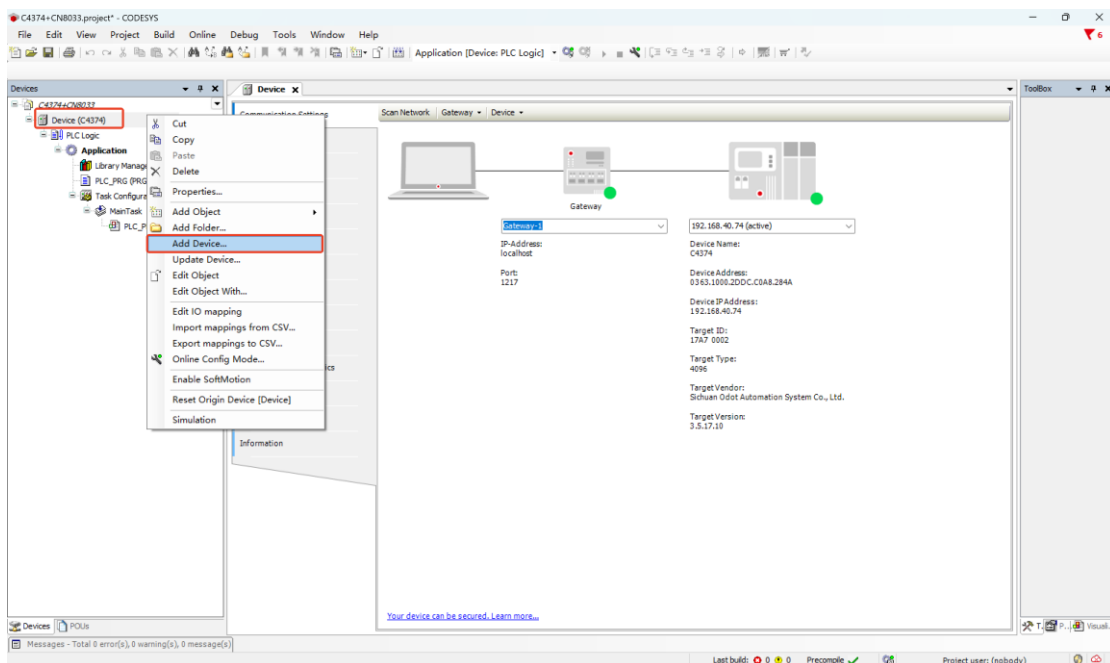 C4374+CN8033.project* - CODESYS
File Edit View Project Build Online Debug Tools Window Help
6
Application [Device: PLC Logic]
Devices
Device
ToolBox
C4374+CN8033
Device (C4374)
PLC Logic
Application
Library Manag
PLC_PRG (PRG
Task Configura
MainTask
PLC_P
Cut
Copy
Paste
Delete
Properties...
Add Object
Add Folder...
Add Device...
Update Device...
Edit Object
Edit Object With...
Edit IO mapping
Import mappings from CSV...
Export mappings to CSV...
Online Config Mode...
Enable SoftMotion
Reset Origin Device [Device]
Simulation
Communication Settings
ics
Information
Scan Network Gateway Device
Gateway
Gateway-1
IP-Address:
localhost
Port:
1217
192.168.40.74 (active)
Device Name:
C4374
Device Address:
0363.1000.2DDC.C0A8.284A
Device IP Address:
192.168.40.74
Target ID:
17A7 0002
Target Type:
4096
Target Vendor:
Sichuan Odot Automation System Co., Ltd.
Target Version:
3.5.17.10
Your device can be secured. Learn more...
Devices POUs
T. P... Visuali.
Messages - Total 0 error(s), 0 warning(s), 0 message(s)
Last build: 0 0 Precompile Project user: (nobody)